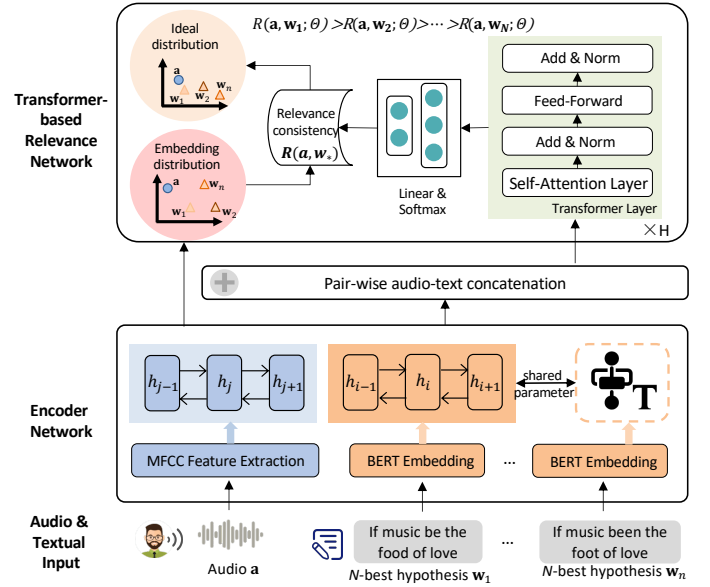 Ideal
distribution
a
w₁ w₂ wₙ
R(a, w₁; Θ) >R(a, w₂; Θ)>··· >R(a, w_N; Θ)
Transformer-
based
Relevance
Network
Embedding
distribution
a
wₙ
w₁ w₂
Relevance
consistency
R(a, w*)
Linear &
Softmax
Add & Norm
Feed-Forward
Add & Norm
Self-Attention Layer
Transformer Layer
× H
Pair-wise audio-text concatenation
Encoder
Network
hⱼ₋₁ hⱼ hⱼ₊₁
hᵢ₋₁ hᵢ hᵢ₊₁
shared
parameter
T
MFCC Feature Extraction
BERT Embedding ... BERT Embedding
Audio &
Textual
Input
Audio a
If music be the
food of love
N-best hypothesis w₁
...
If music been the
foot of love
N-best hypothesis wₙ